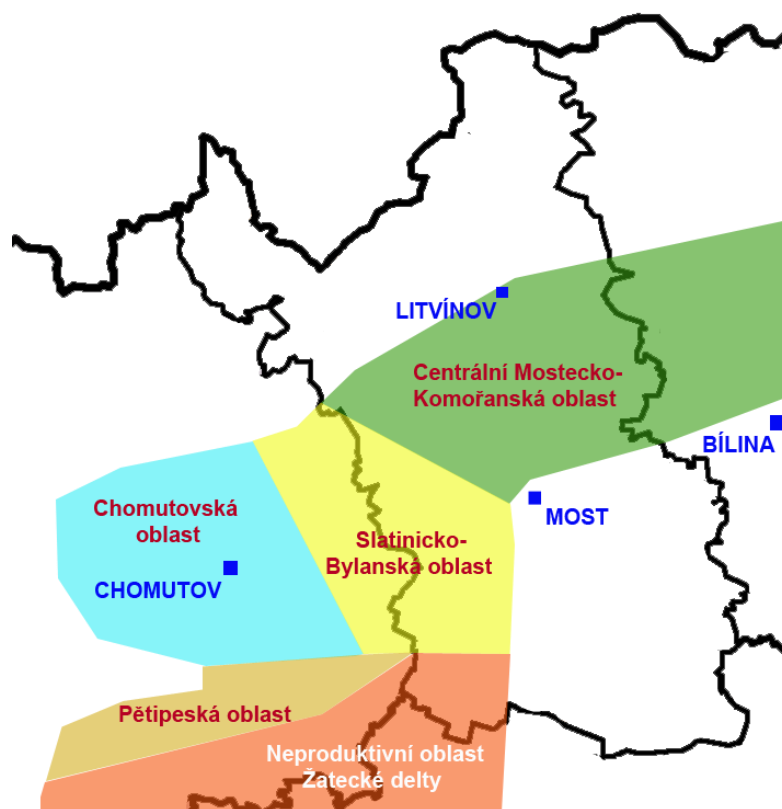 LITVÍNOV
Centrální Mostecko-
Komořanská oblast
BÍLINA
Chomutovská
oblast
MOST
Slatinicko-
Bylanská oblast
CHOMUTOV
Pětipeská oblast
Neproduktivní oblast
Žatecké delty